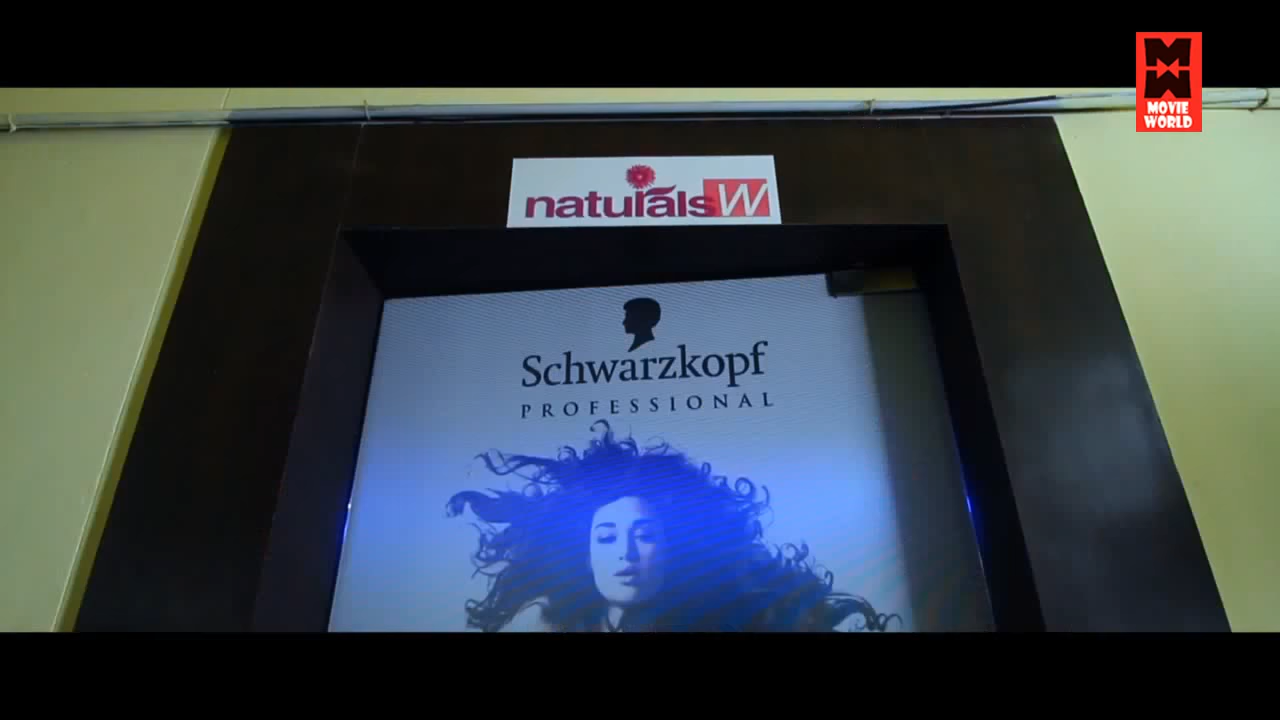 MOVIE
WORLD
naturals W
Schwarzkopf
PROFESSIONAL